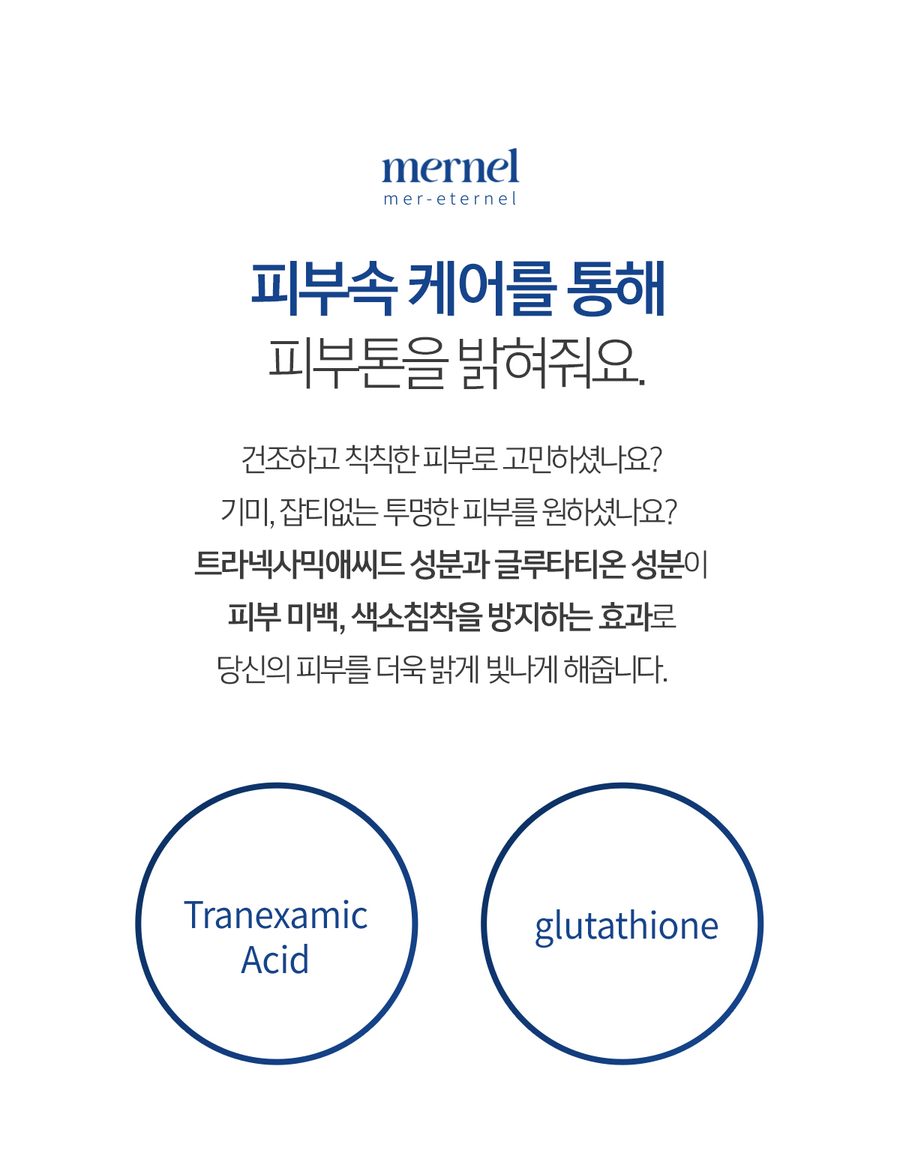 mernel
mer-eternel
피부속 케어를 통해
피부톤을 밝혀줘요.
건조하고 칙칙한 피부로 고민하셨나요?
기미, 잡티없는 투명한 피부를 원하셨나요?
트라넥사믹애씨드 성분과 글루타티온 성분이
피부 미백, 색소침착을 방지하는 효과로
당신의 피부를 더욱 밝게 빛나게 해줍니다.
Tranexamic
Acid
glutathione